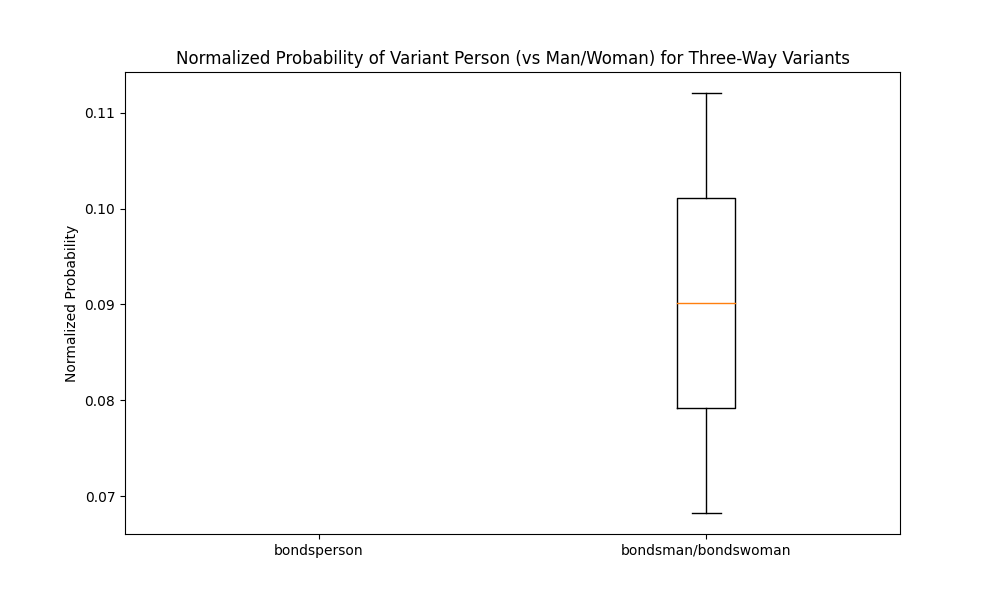 Normalized Probability of Variant Person (vs Man/Woman) for Three-Way Variants
Normalized Probability
0.11
0.10
0.09
0.08
0.07
bondsperson
bondsman/bondswoman